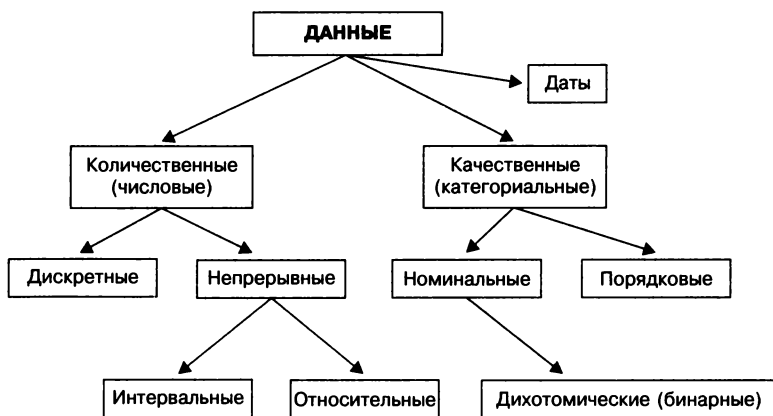 ДАННЫЕ
Даты
Количественные
(числовые)
Качественные
(категориальные)
Дискретные
Непрерывные
Номинальные
Порядковые
Интервальные
Относительные
Дихотомические (бинарные)